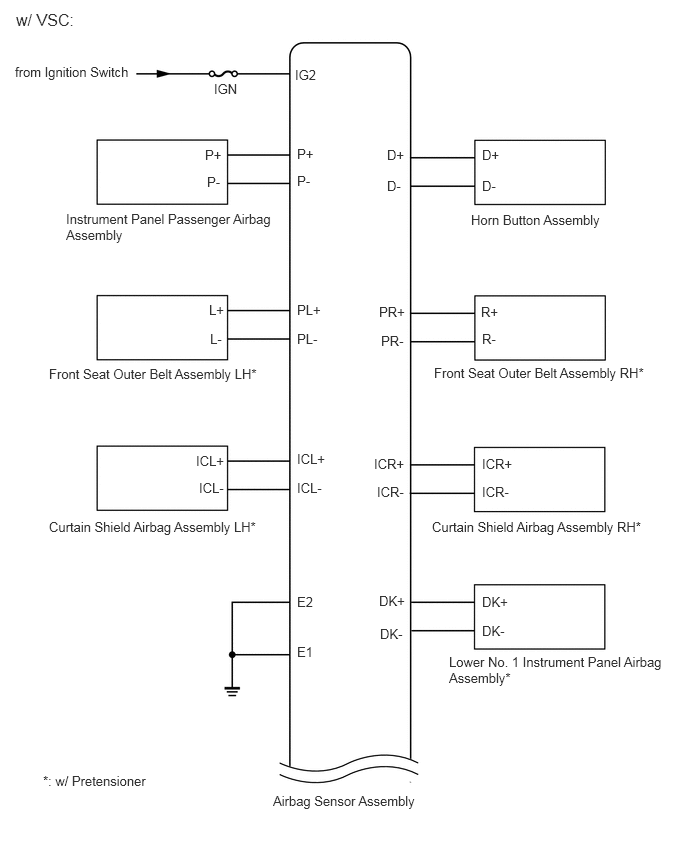 w/ VSC:
from Ignition Switch
IGN
IG2
P+ P+ D+ D+
P- P- D- D-
Instrument Panel Passenger Airbag
Assembly
Horn Button Assembly
L+ PL+ PR+ R+
L- PL- PR- R-
Front Seat Outer Belt Assembly LH*
Front Seat Outer Belt Assembly RH*
ICL+ ICL+ ICR+ ICR+
ICL- ICL- ICR- ICR-
Curtain Shield Airbag Assembly LH*
Curtain Shield Airbag Assembly RH*
E2 DK+ DK+
DK- DK-
E1
Lower No. 1 Instrument Panel Airbag
Assembly*
*: w/ Pretensioner
Airbag Sensor Assembly